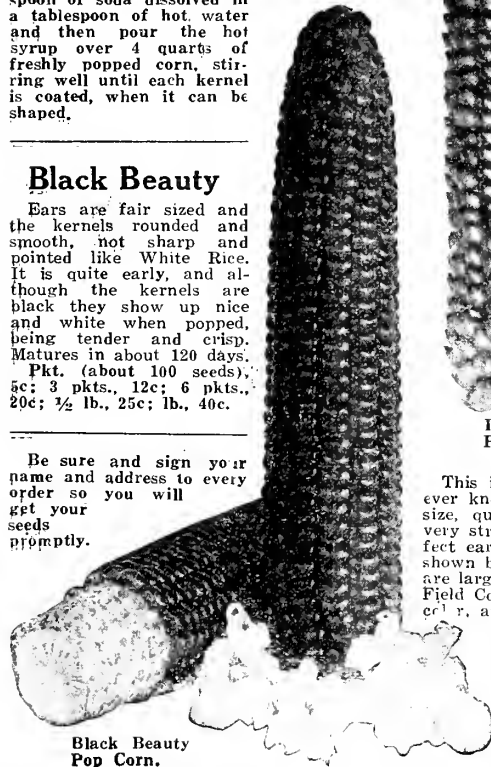 spoon of soda dissolved in
a tablespoon of hot water
and then pour the hot
syrup over 4 quarts of
freshly popped corn, stir-
ring well until each kernel
is coated, when it can be
shaped.
Black Beauty
Ears are fair sized and
the kernels rounded and
smooth, not sharp and
pointed like White Rice.
It is quite early, and al-
though the kernels are
black they show up nice
and white when popped,
being tender and crisp.
Matures in about 120 days.
Pkt. (about 100 seeds),
5c; 3 pkts., 12c; 6 pkts.,
20c; ½ lb., 25c; lb., 40c.
Be sure and sign your
name and address to every
order so you will
get your
seeds
promptly.
Black Beauty
Pop Corn.
This
ever
size,
very
fect ear
shown
are
Field